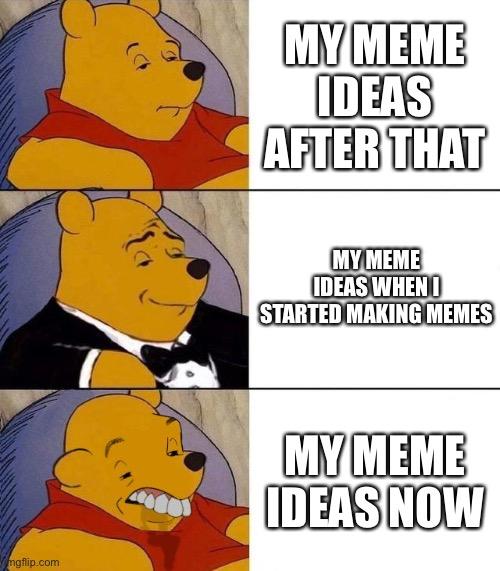 MY MEME
IDEAS
AFTER THAT
MY MEME
IDEAS WHEN I
STARTED MAKING MEMES
MY MEME
IDEAS NOW
imgflip.com